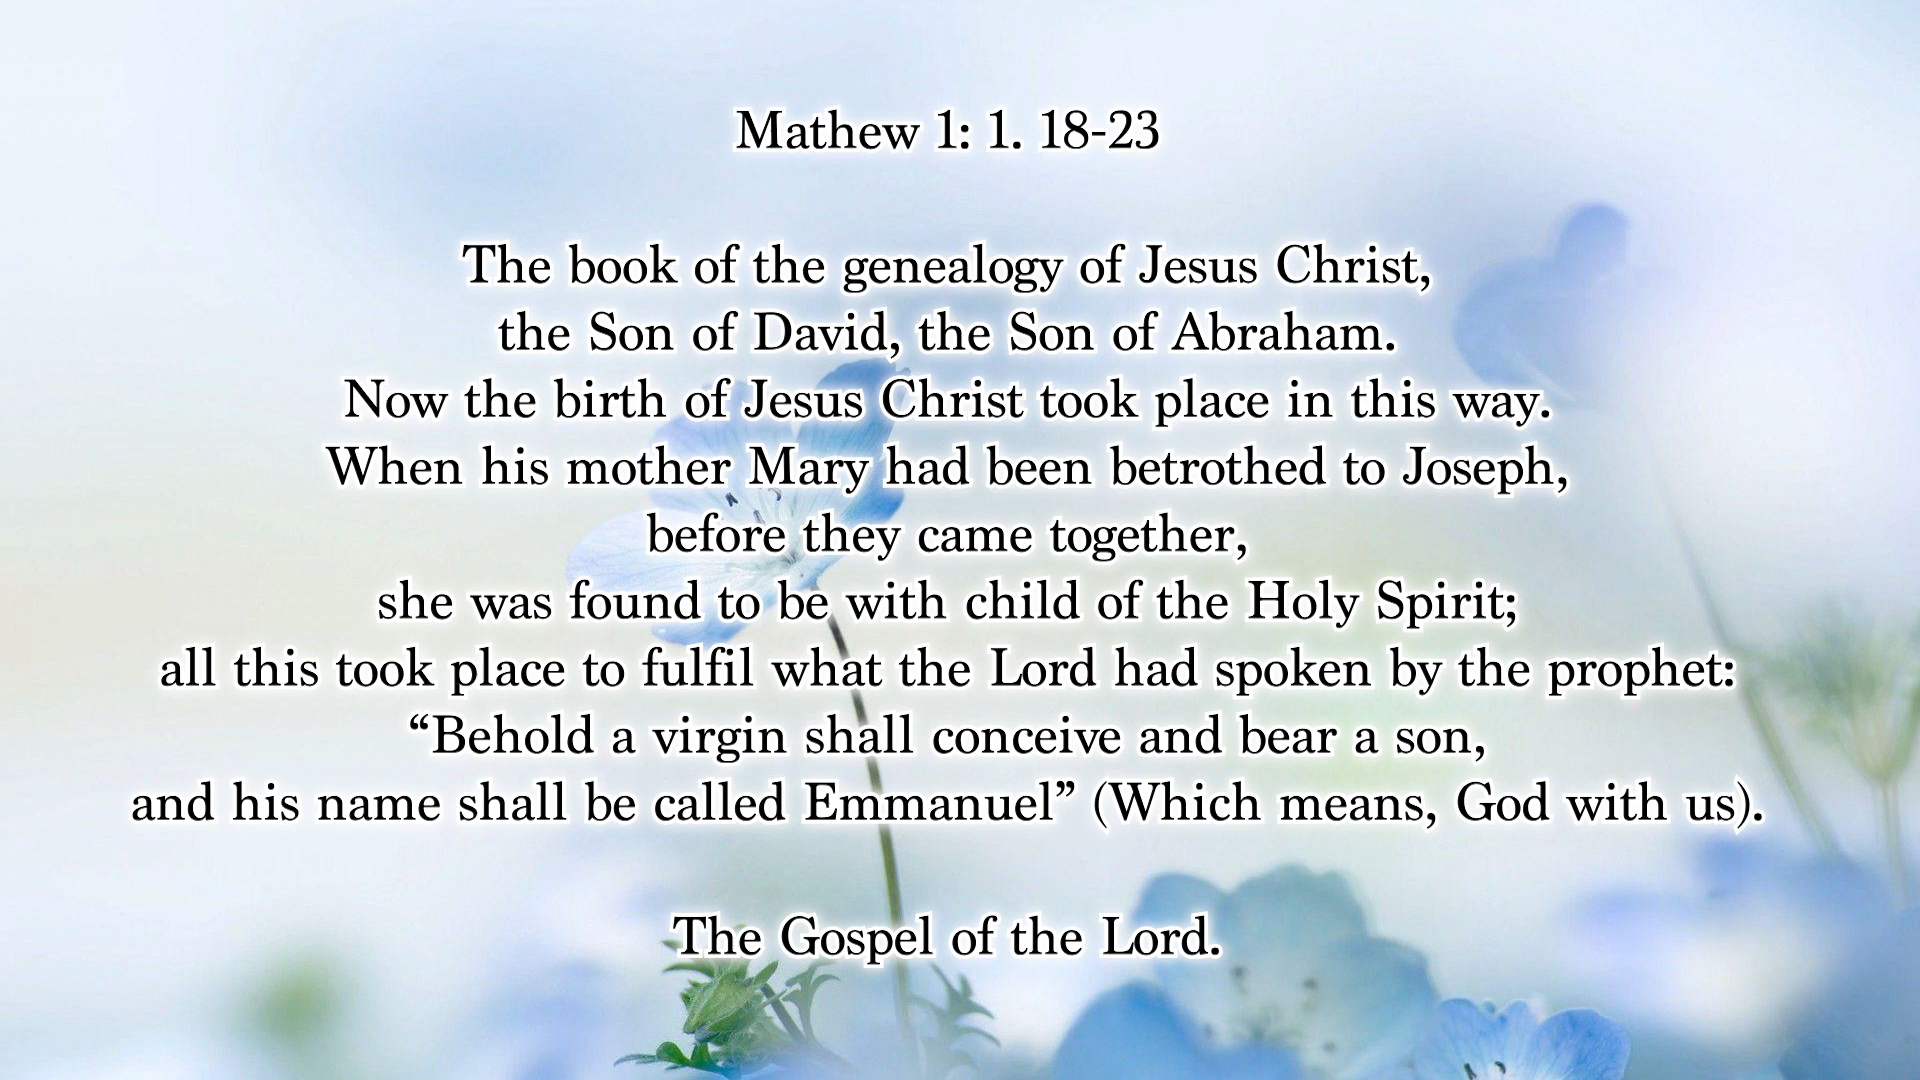 Mathew 1: 1. 18-23
The book of the genealogy of Jesus Christ,
the Son of David, the Son of Abraham.
Now the birth of Jesus Christ took place in this way.
When his mother Mary had been betrothed to Joseph,
before they came together,
she was found to be with child of the Holy Spirit;
all this took place to fulfil what the Lord had spoken by the prophet:
“Behold a virgin shall conceive and bear a son,
and his name shall be called Emmanuel” (Which means, God with us).
The Gospel of the Lord.